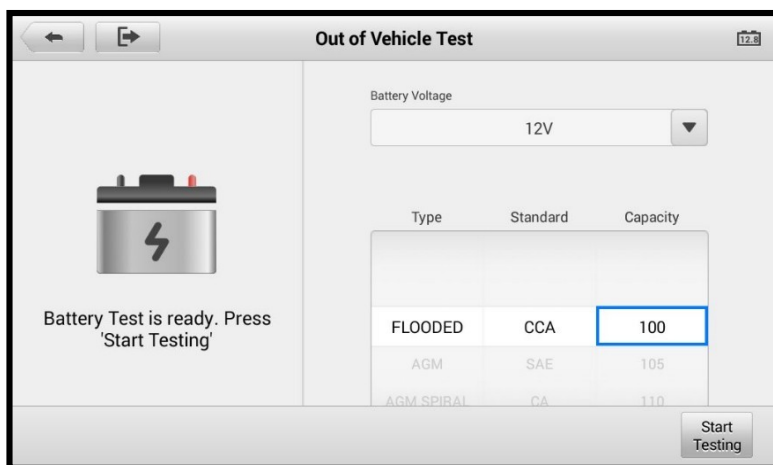 Out of Vehicle Test
12.8
Battery Voltage
12V
Type Standard Capacity
FLOODED CCA 100
AGM SAE 105
AGM SPIRAL CA 110
Battery Test is ready. Press
'Start Testing'
Start
Testing